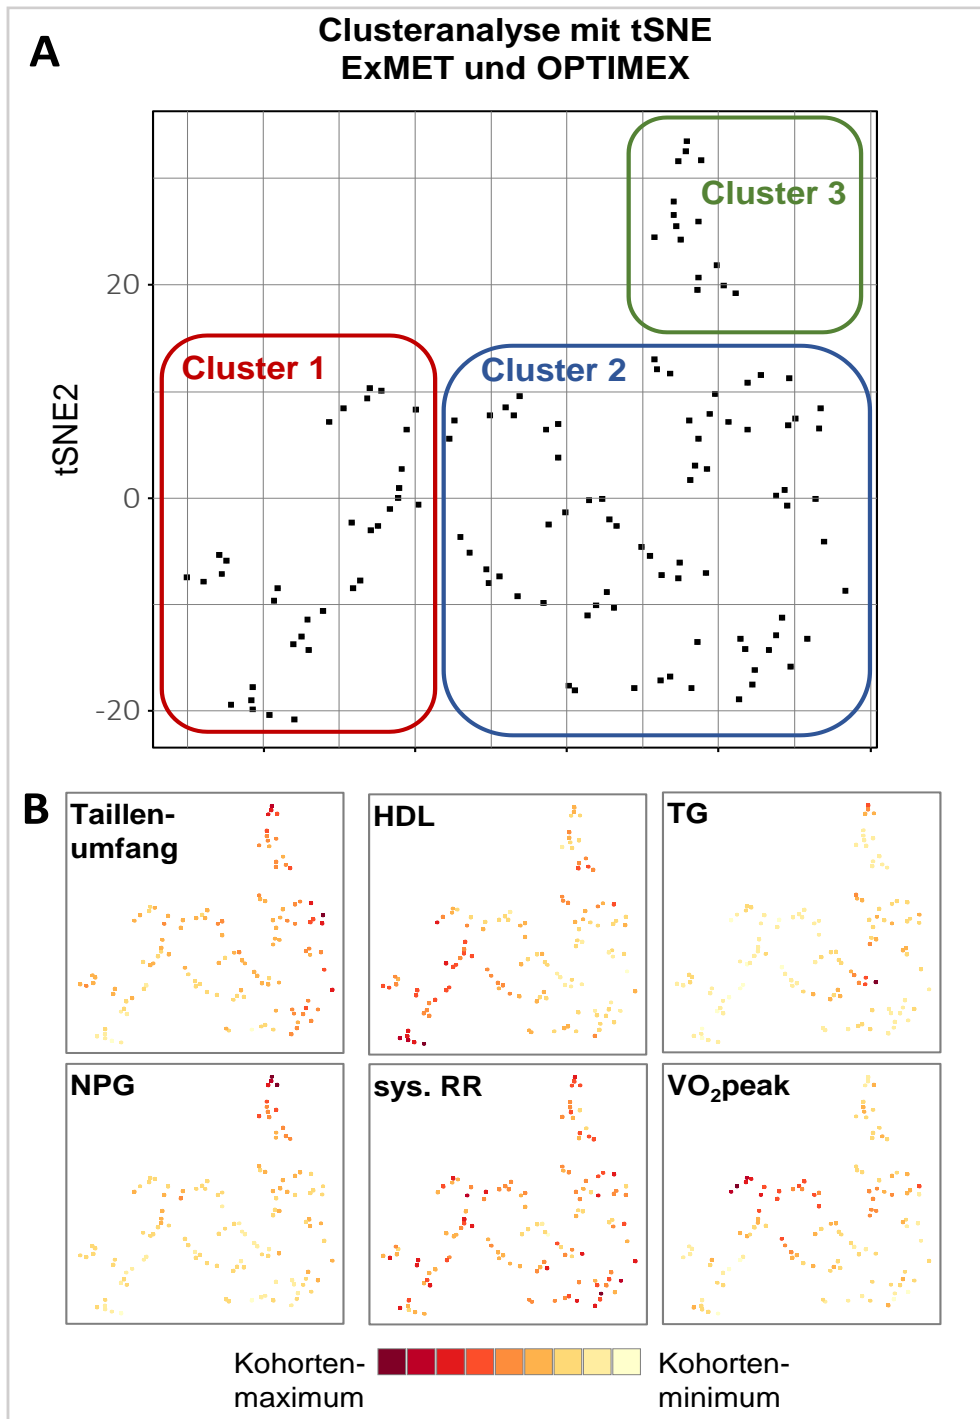 A
Clusteranalyse mit tSNE
ExMET und OPTIMEX
Cluster 3
20
Cluster 1
Cluster 2
tSNE2
0
-20
B
Taillen-
umfang
HDL
TG
NPG
sys. RR
VO₂peak
Kohorten-
maximum
Kohorten-
minimum